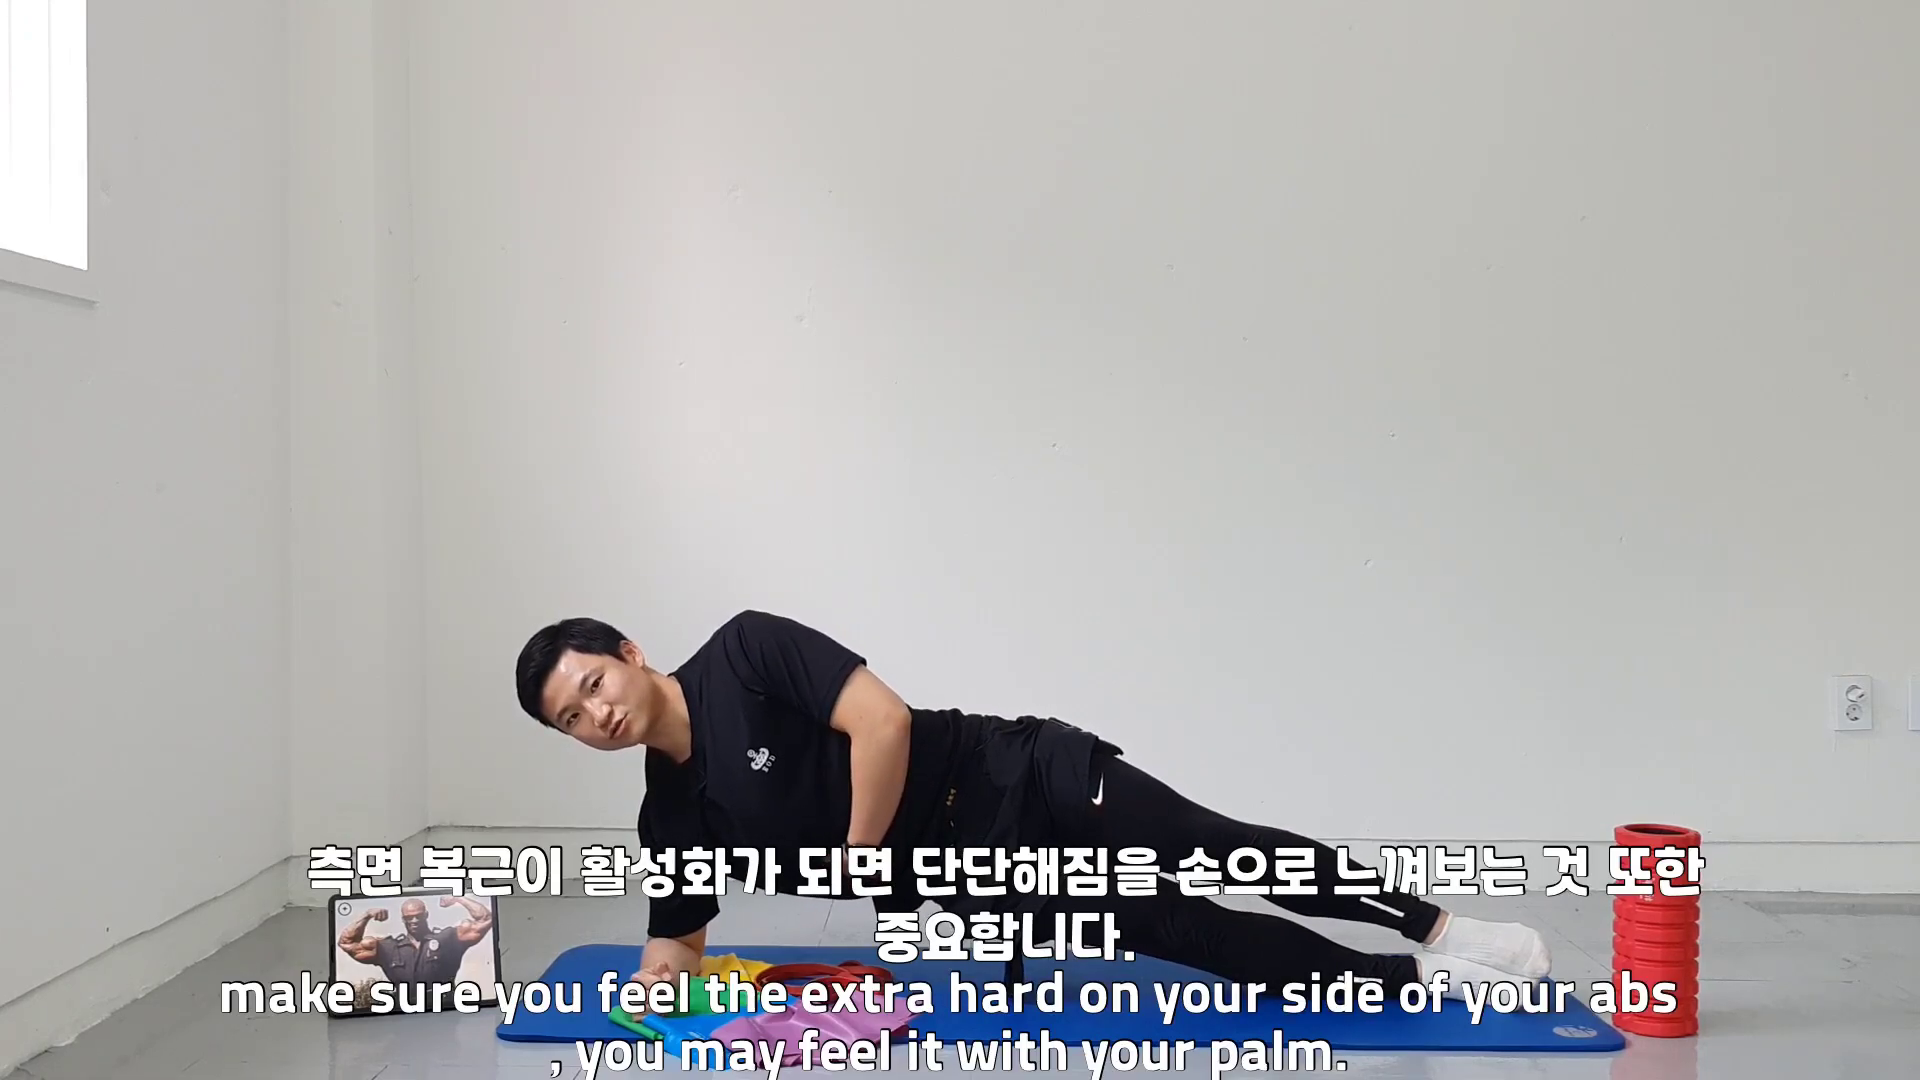 측면 복근이 활성화가 되면 단단해짐을 손으로 느껴보는 것 또한
중요합니다.
make sure you feel the extra hard on your side of your abs
, you may feel it with your palm.